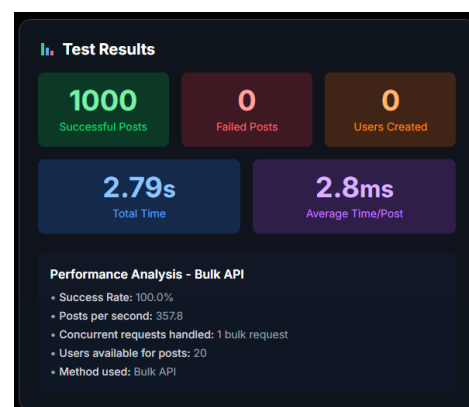 Test Results
1000
Successful Posts
0
Failed Posts
0
Users Created
2.79s
Total Time
2.8ms
Average Time/Post
Performance Analysis - Bulk API
• Success Rate: 100.0%
• Posts per second: 357.8
• Concurrent requests handled: 1 bulk request
• Users available for posts: 20
• Method used: Bulk API